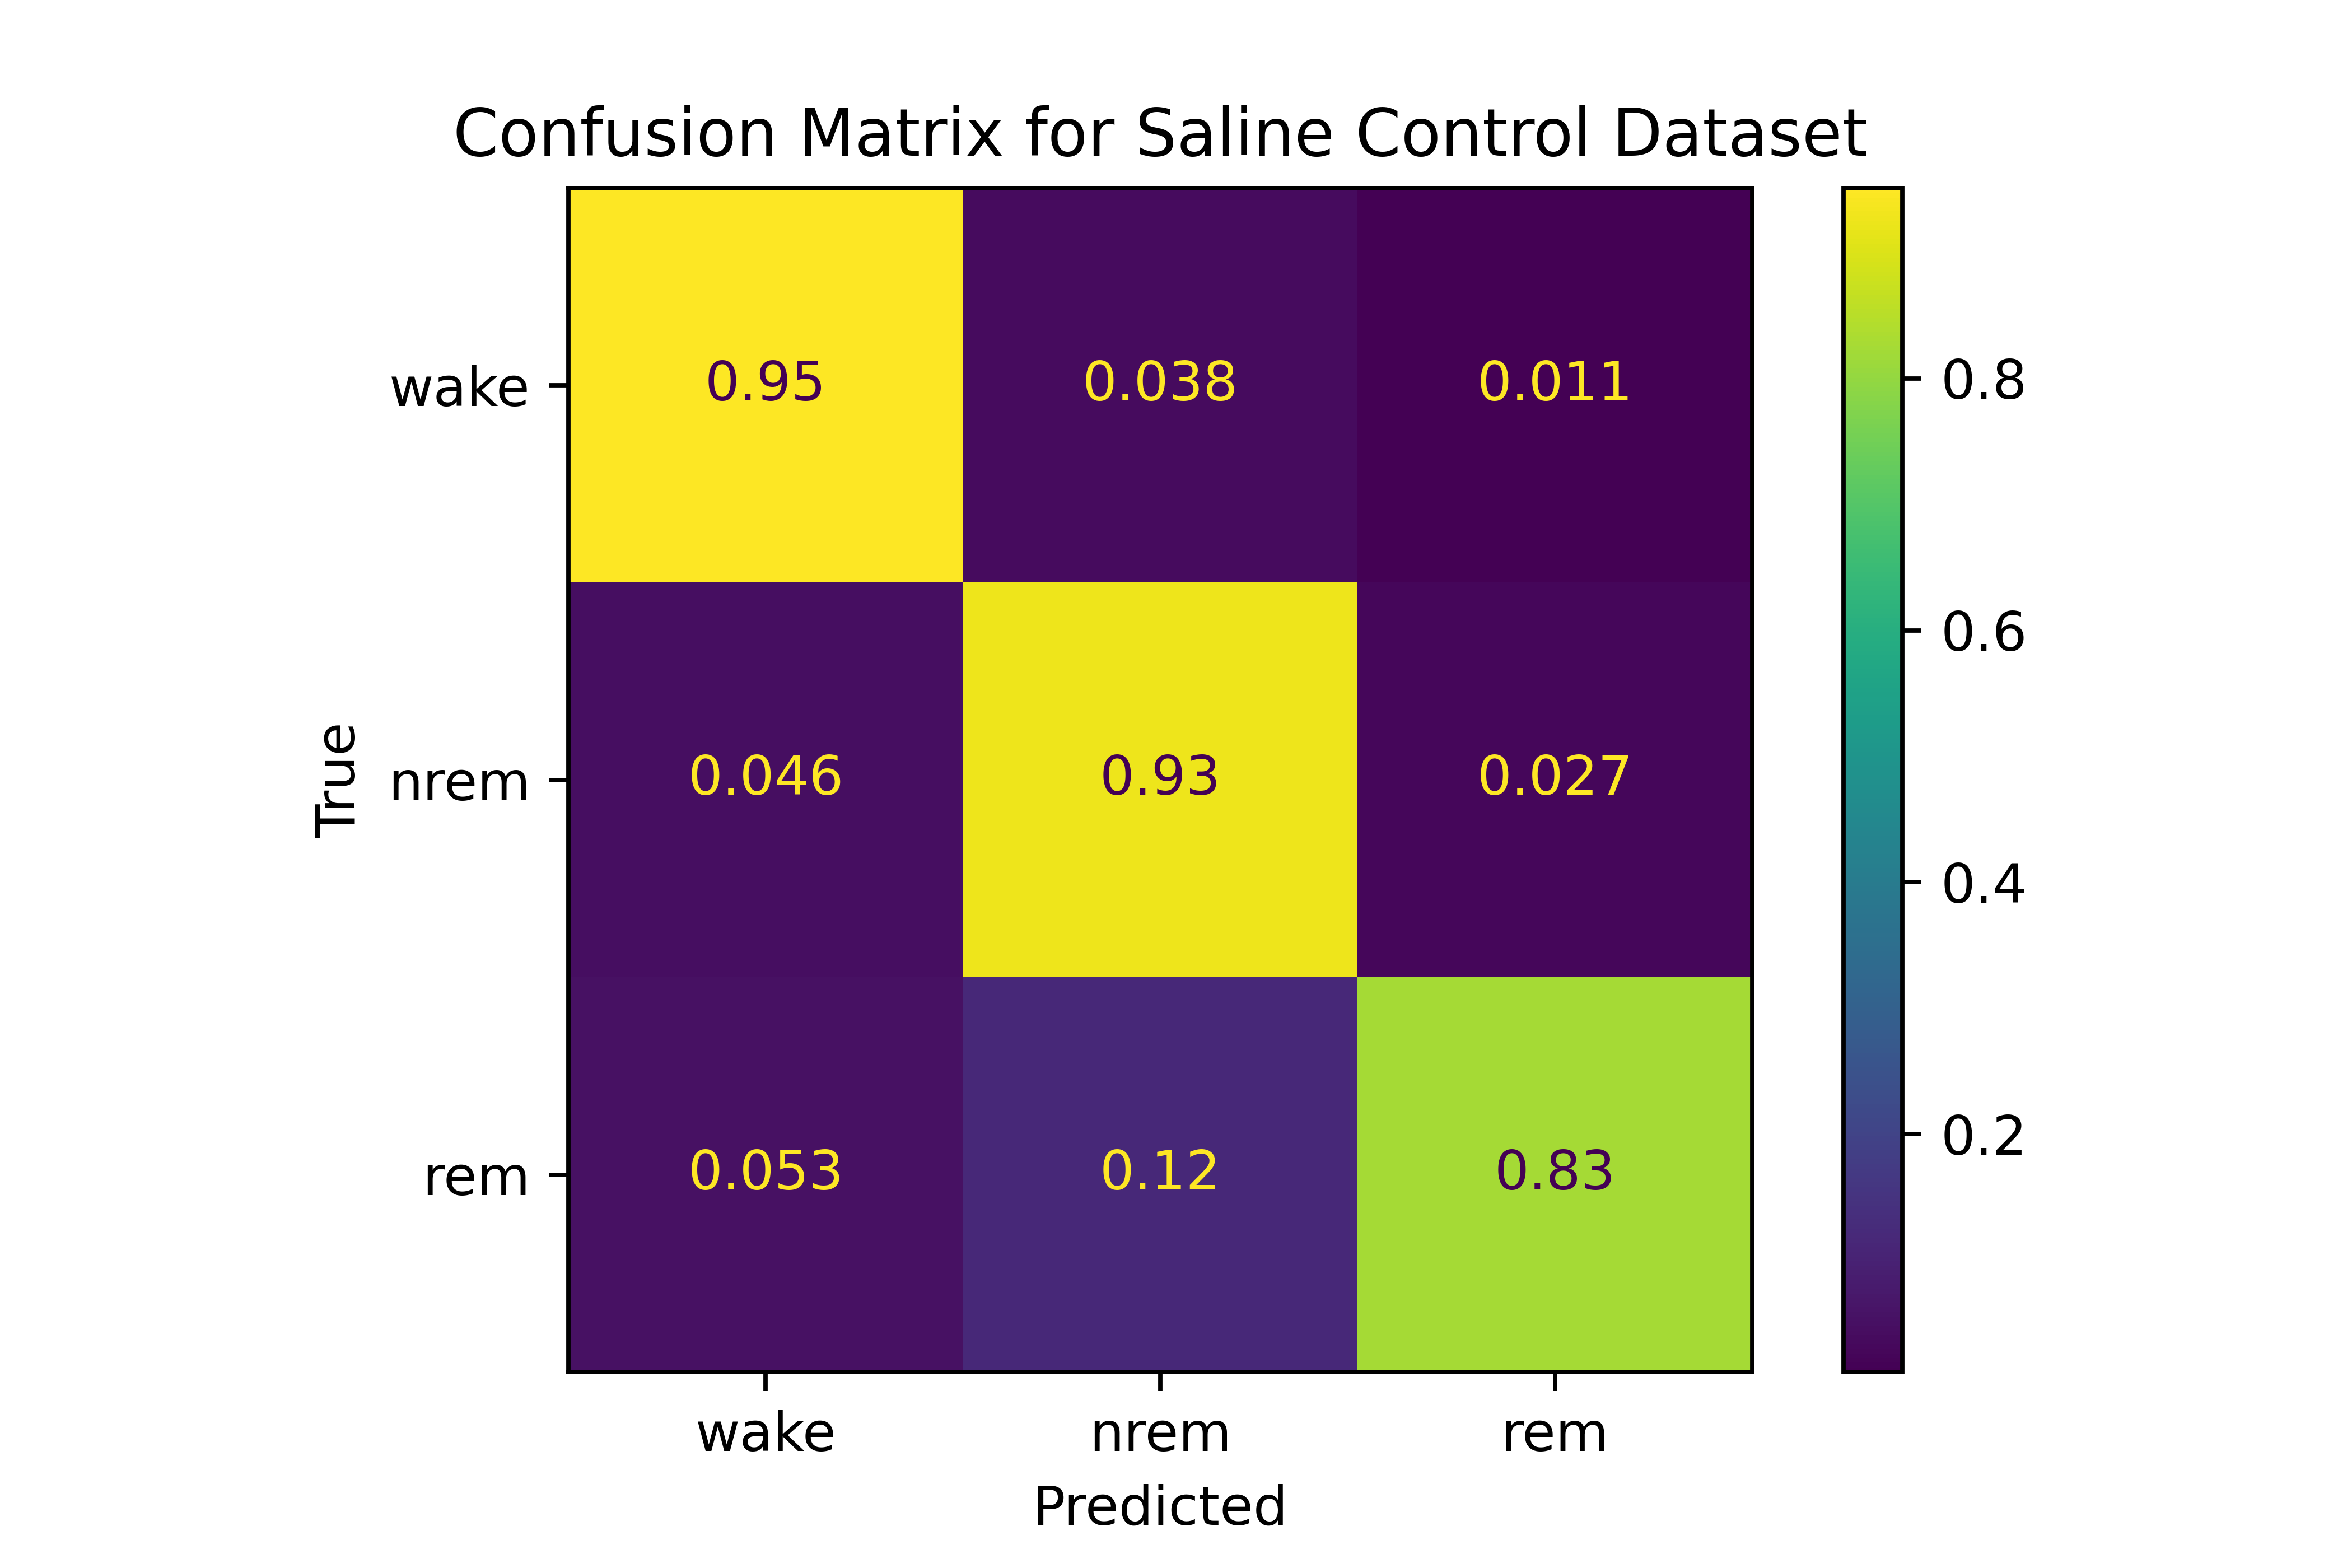 Confusion Matrix for Saline Control Dataset
wake 0.95 0.038 0.011
nrem 0.046 0.93 0.027
rem 0.053 0.12 0.83
True
wake nrem rem
Predicted
0.8
0.6
0.4
0.2